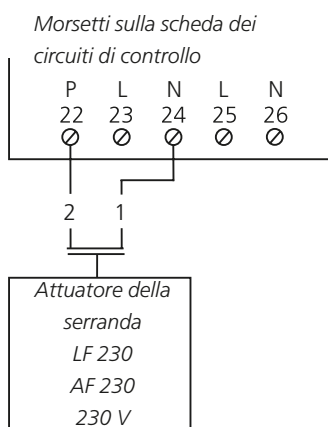 Morsetti sulla scheda dei
circuiti di controllo
P L N L N
22 23 24 25 26
2 1
Attuatore della
serranda
LF 230
AF 230
230 V